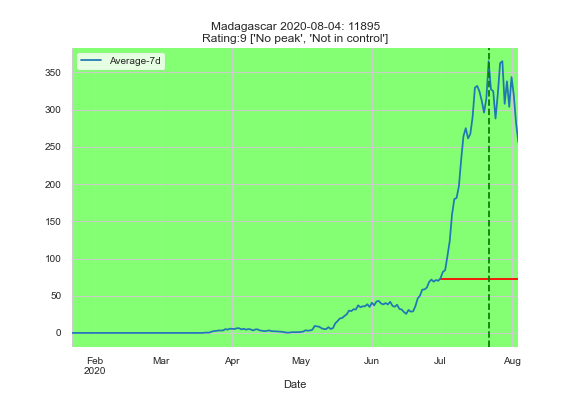 Madagascar 2020-08-04: 11895
Rating:9 ['No peak', 'Not in control']
Average-7d
350
300
250
200
150
100
50
0
Feb Mar Apr May Jun Jul Aug
2020
Date